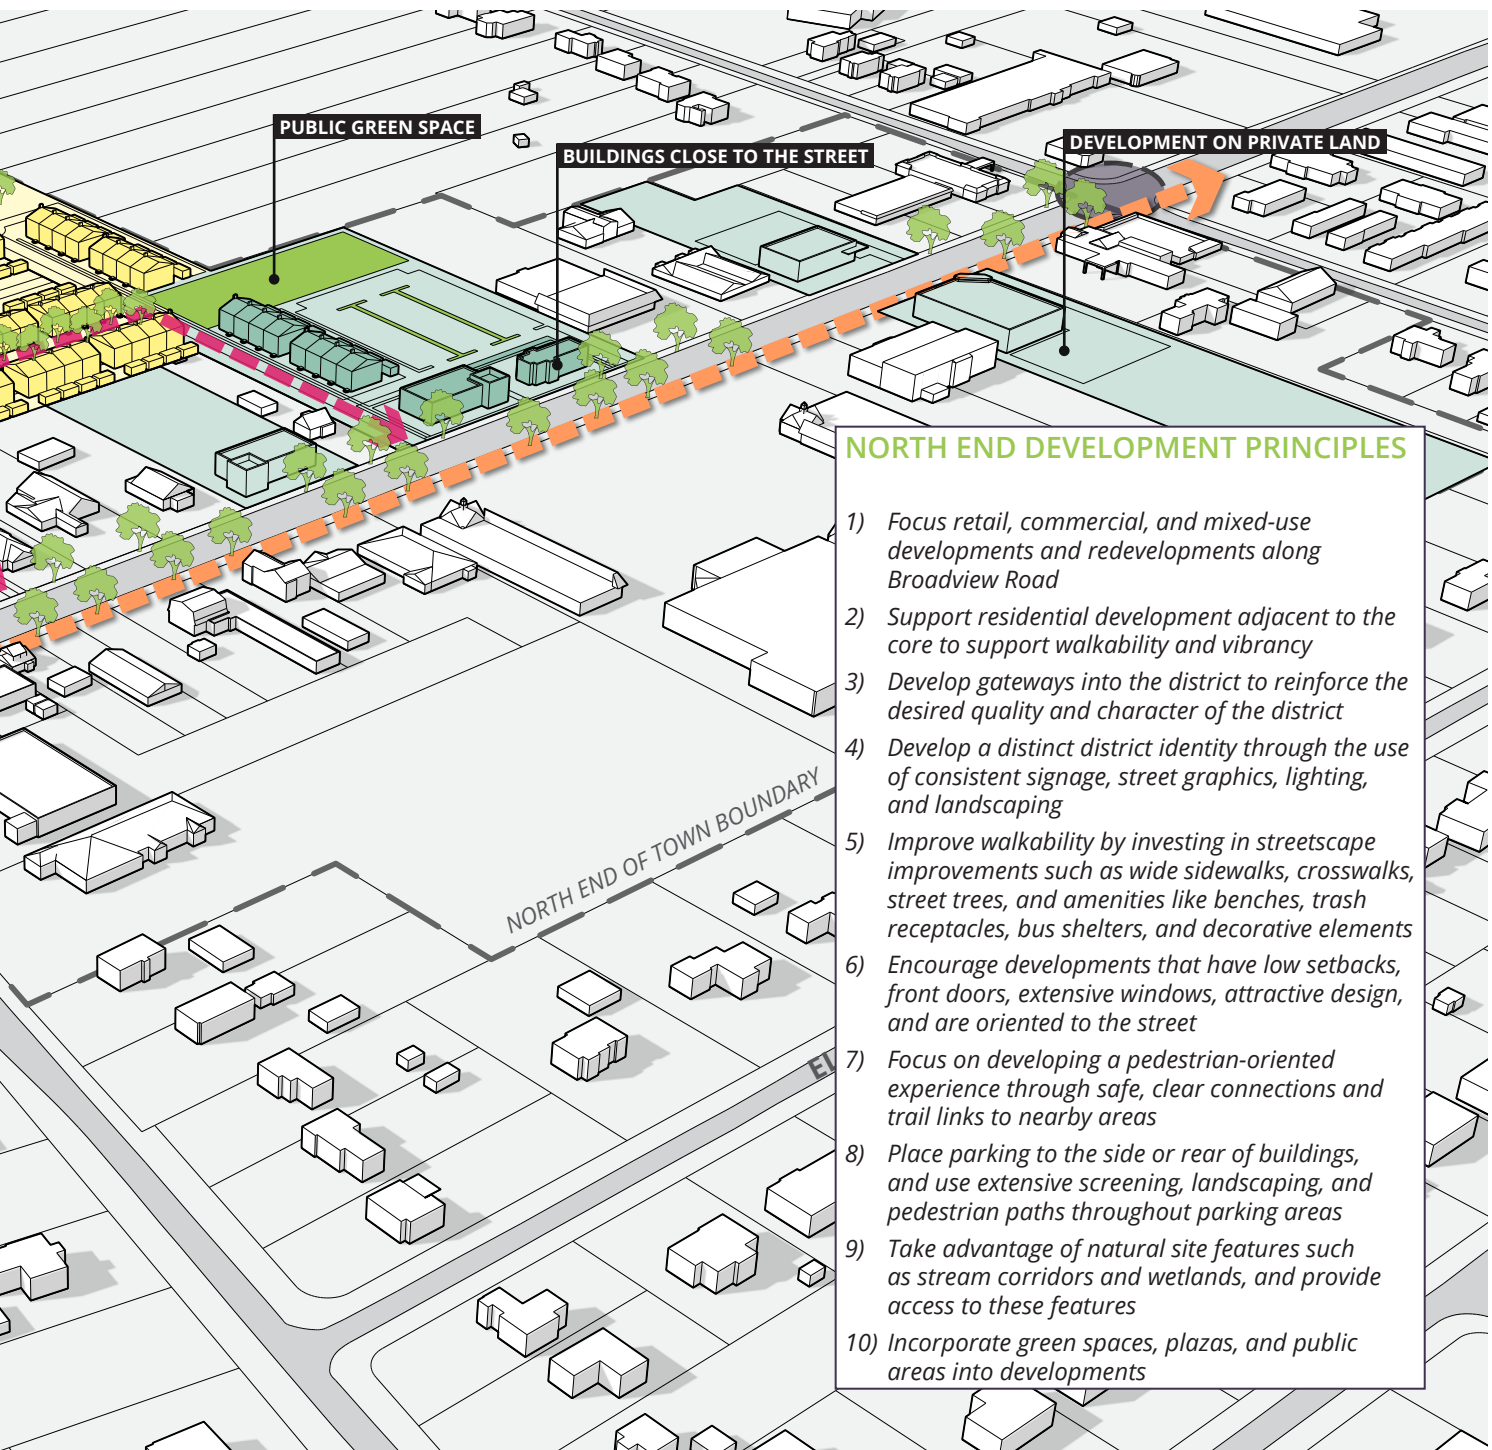 PUBLIC GREEN SPACE
BUILDINGS CLOSE TO THE STREET
DEVELOPMENT ON PRIVATE LAND
NORTH END DEVELOPMENT PRINCIPLES
1) Focus retail, commercial, and mixed-use
developments and redevelopments along
Broadview Road
2) Support residential development adjacent to the
core to support walkability and vibrancy
3) Develop gateways into the district to reinforce the
desired quality and character of the district
4) Develop a distinct district identity through the use
of consistent signage, street graphics, lighting,
and landscaping
5) Improve walkability by investing in streetscape
improvements such as wide sidewalks, crosswalks,
street trees, and amenities like benches, trash
receptacles, bus shelters, and decorative elements
6) Encourage developments that have low setbacks,
front doors, extensive windows, attractive design,
and are oriented to the street
7) Focus on developing a pedestrian-oriented
experience through safe, clear connections and
trail links to nearby areas
8) Place parking to the side or rear of buildings,
and use extensive screening, landscaping, and
pedestrian paths throughout parking areas
9) Take advantage of natural site features such
as stream corridors and wetlands, and provide
access to these features
10) Incorporate green spaces, plazas, and public
areas into developments
NORTH END OF TOWN BOUNDARY